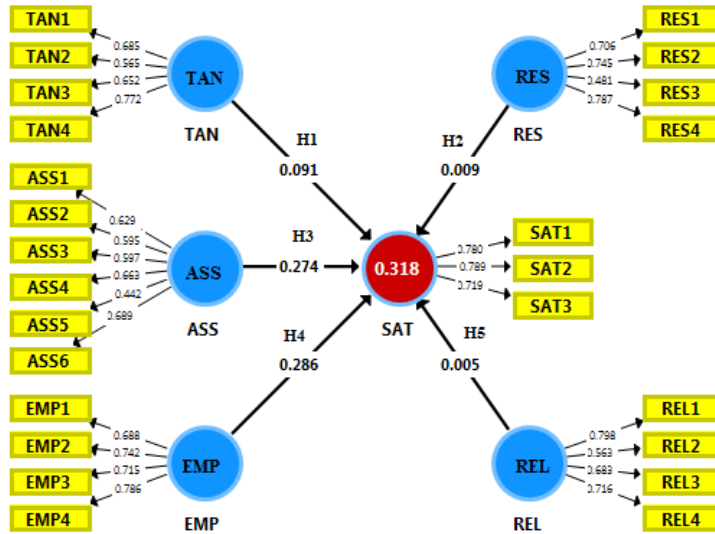 TAN1
TAN2
TAN3
TAN4
0.685
0.565
0.652
0.772
TAN
TAN
RES
RES
0.706
0.745
0.481
0.787
RES1
RES2
RES3
RES4
H1
0.091
H2
0.009
ASS1
ASS2
ASS3
ASS4
ASS5
ASS6
0.629
0.595
0.597
0.663
0.442
0.689
ASS
ASS
H3
0.274
0.318
SAT
0.780
0.789
0.719
SAT1
SAT2
SAT3
H4
0.286
H5
0.005
EMP1
EMP2
EMP3
EMP4
0.688
0.742
0.715
0.786
EMP
EMP
REL
REL
0.798
0.563
0.683
0.716
REL1
REL2
REL3
REL4